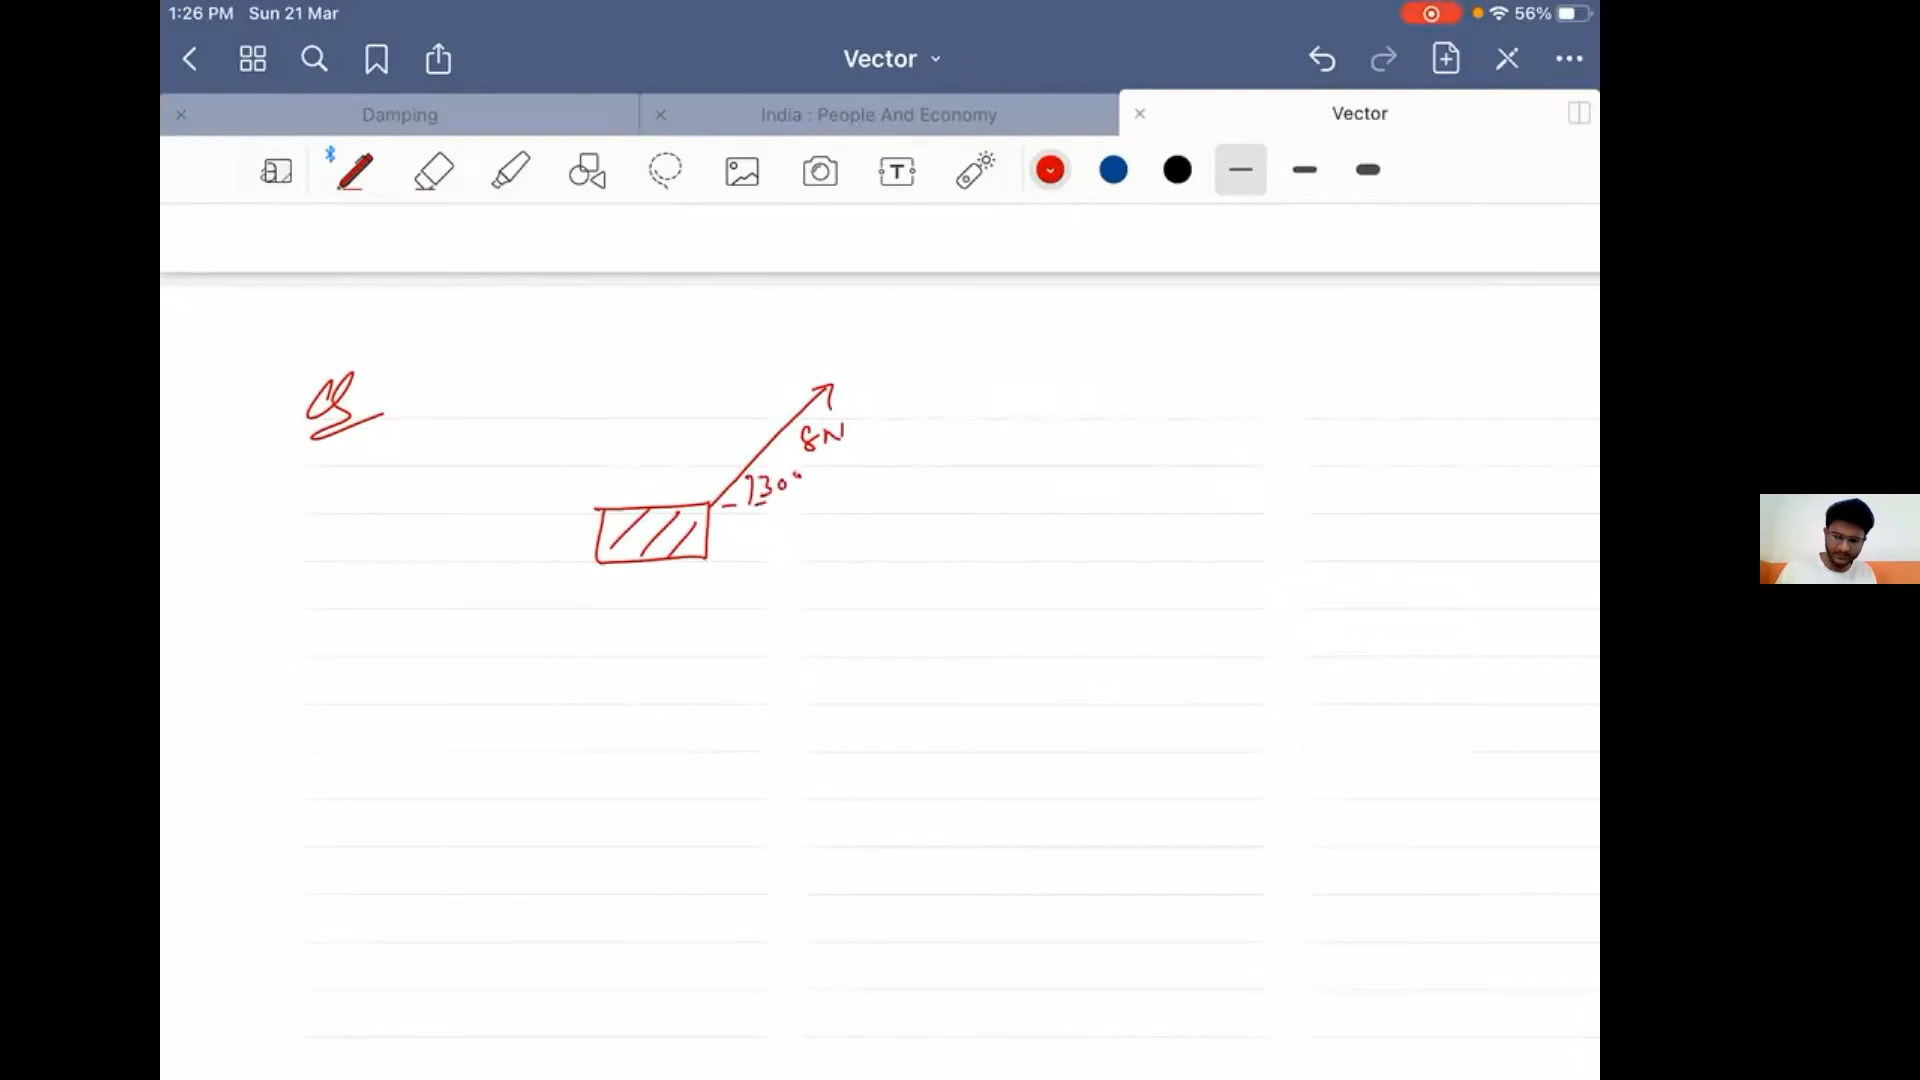 1:26 PM Sun 21 Mar
56%
Vector
Damping
India : People And Economy
Vector
8N
30°